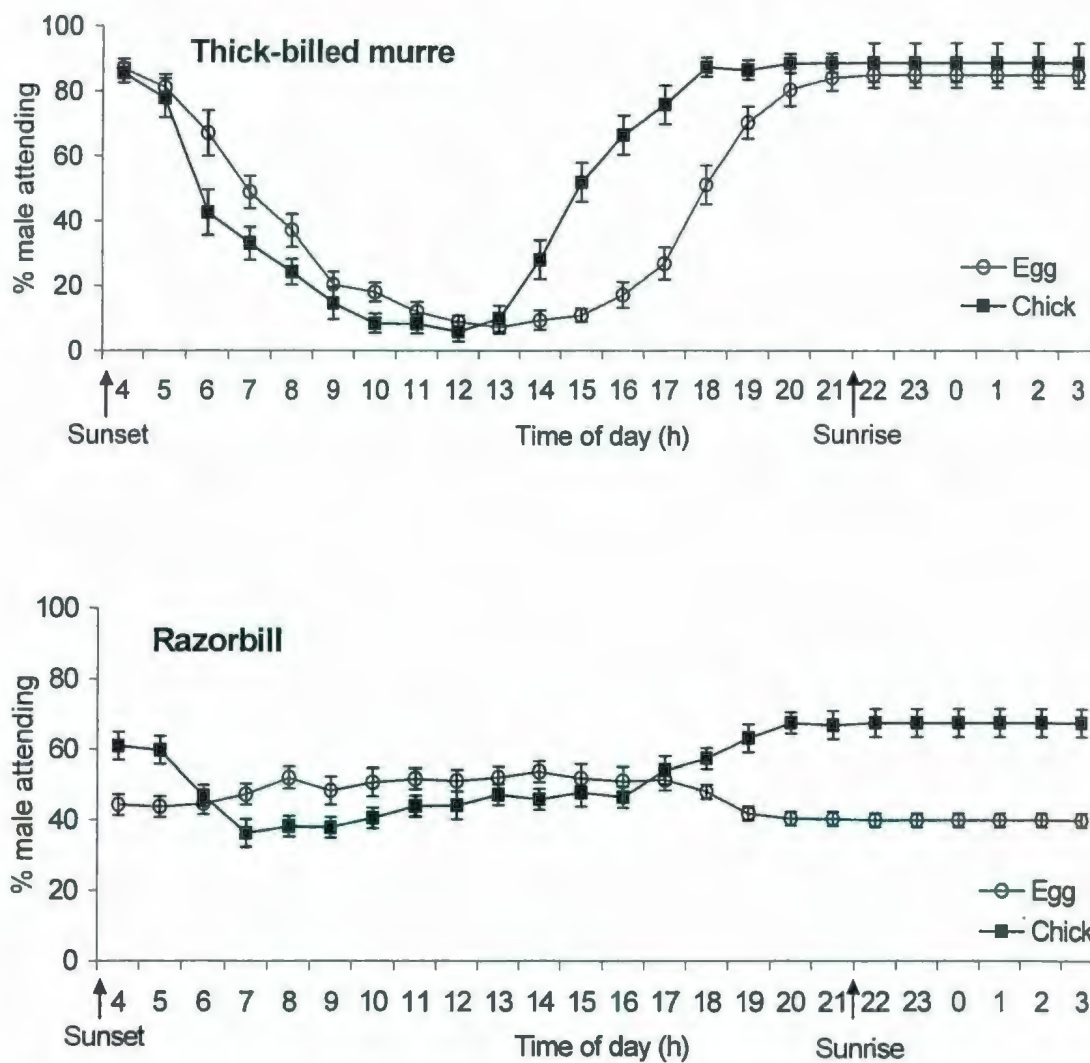 Thick-billed murre
100
80
60
40
20
0
% male attending
Egg
Chick
4 5 6 7 8 9 10 11 12 13 14 15 16 17 18 19 20 21 22 23 0 1 2 3
Sunset
Time of day (h)
Sunrise
Razorbill
100
80
60
40
20
0
% male attending
Egg
Chick
4 5 6 7 8 9 10 11 12 13 14 15 16 17 18 19 20 21 22 23 0 1 2 3
Sunset
Time of day (h)
Sunrise